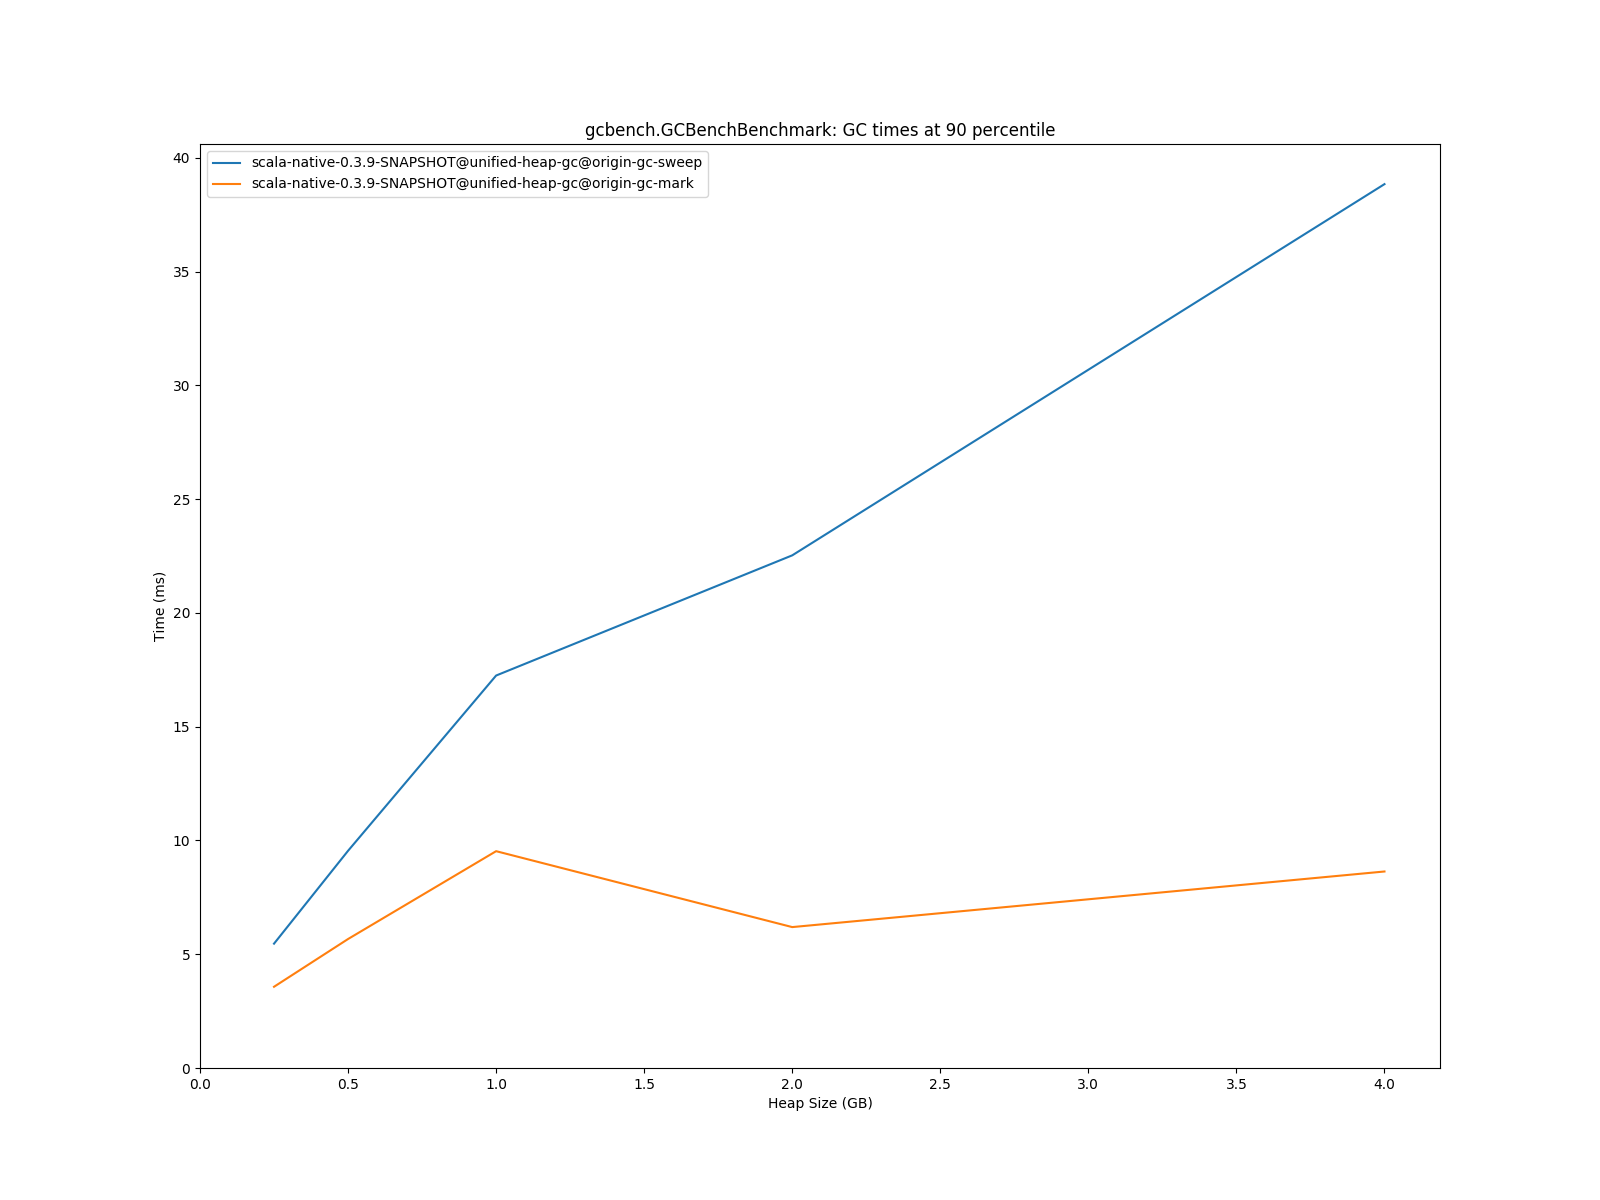 gcbench.GCBenchBenchmark: GC times at 90 percentile
scala-native-0.3.9-SNAPSHOT@unified-heap-gc@origin-gc-sweep
scala-native-0.3.9-SNAPSHOT@unified-heap-gc@origin-gc-mark
40
35
30
25
20
15
10
5
0
Time (ms)
0.0 0.5 1.0 1.5 2.0 2.5 3.0 3.5 4.0
Heap Size (GB)